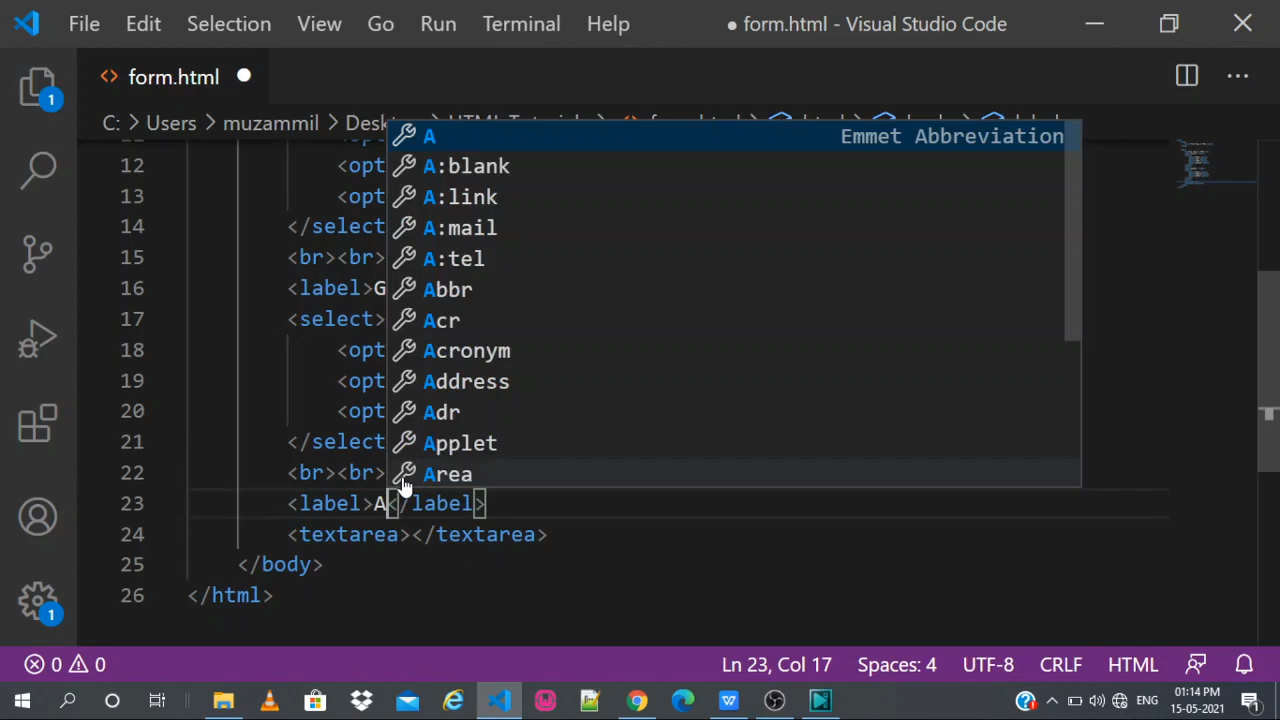 File Edit Selection View Go Run Terminal Help ● form.html - Visual Studio Code
form.html
C: > Users > muzammil >
A Emmet Abbreviation
12 <opt A:blank
13 <opt A:link
14 </select A:mail
15 <br><br> A:tel
16 <label>G Abbr
17 <select> Acr
18 <opt Acronym
19 <opt Address
20 <opt Adr
21 </select Applet
22 <br><br> Area
23 <label>A</label>
24 <textarea></textarea>
25 </body>
26 </html>
1
1
0 0 Ln 23, Col 17 Spaces: 4 UTF-8 CRLF HTML
ENG 01:14 PM
15-05-2021 1